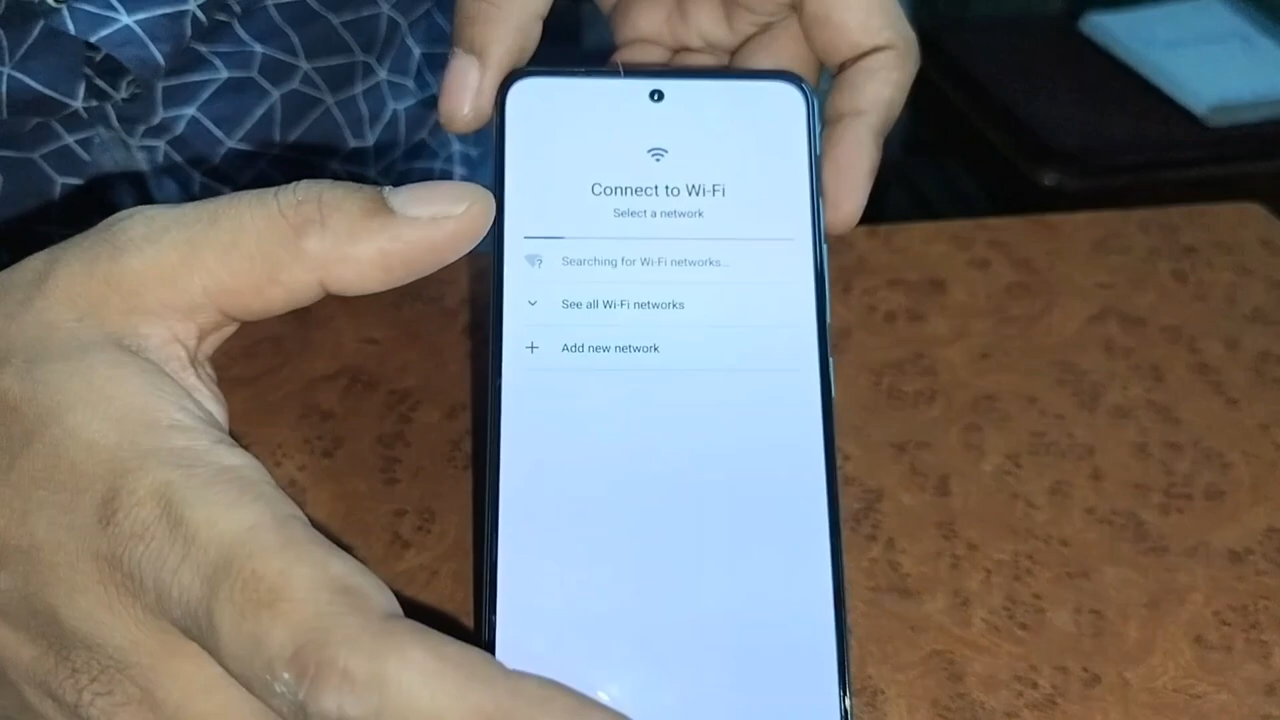 Connect to Wi-Fi
Select a network
Searching for Wi-Fi networks...
See all Wi-Fi networks
Add new network